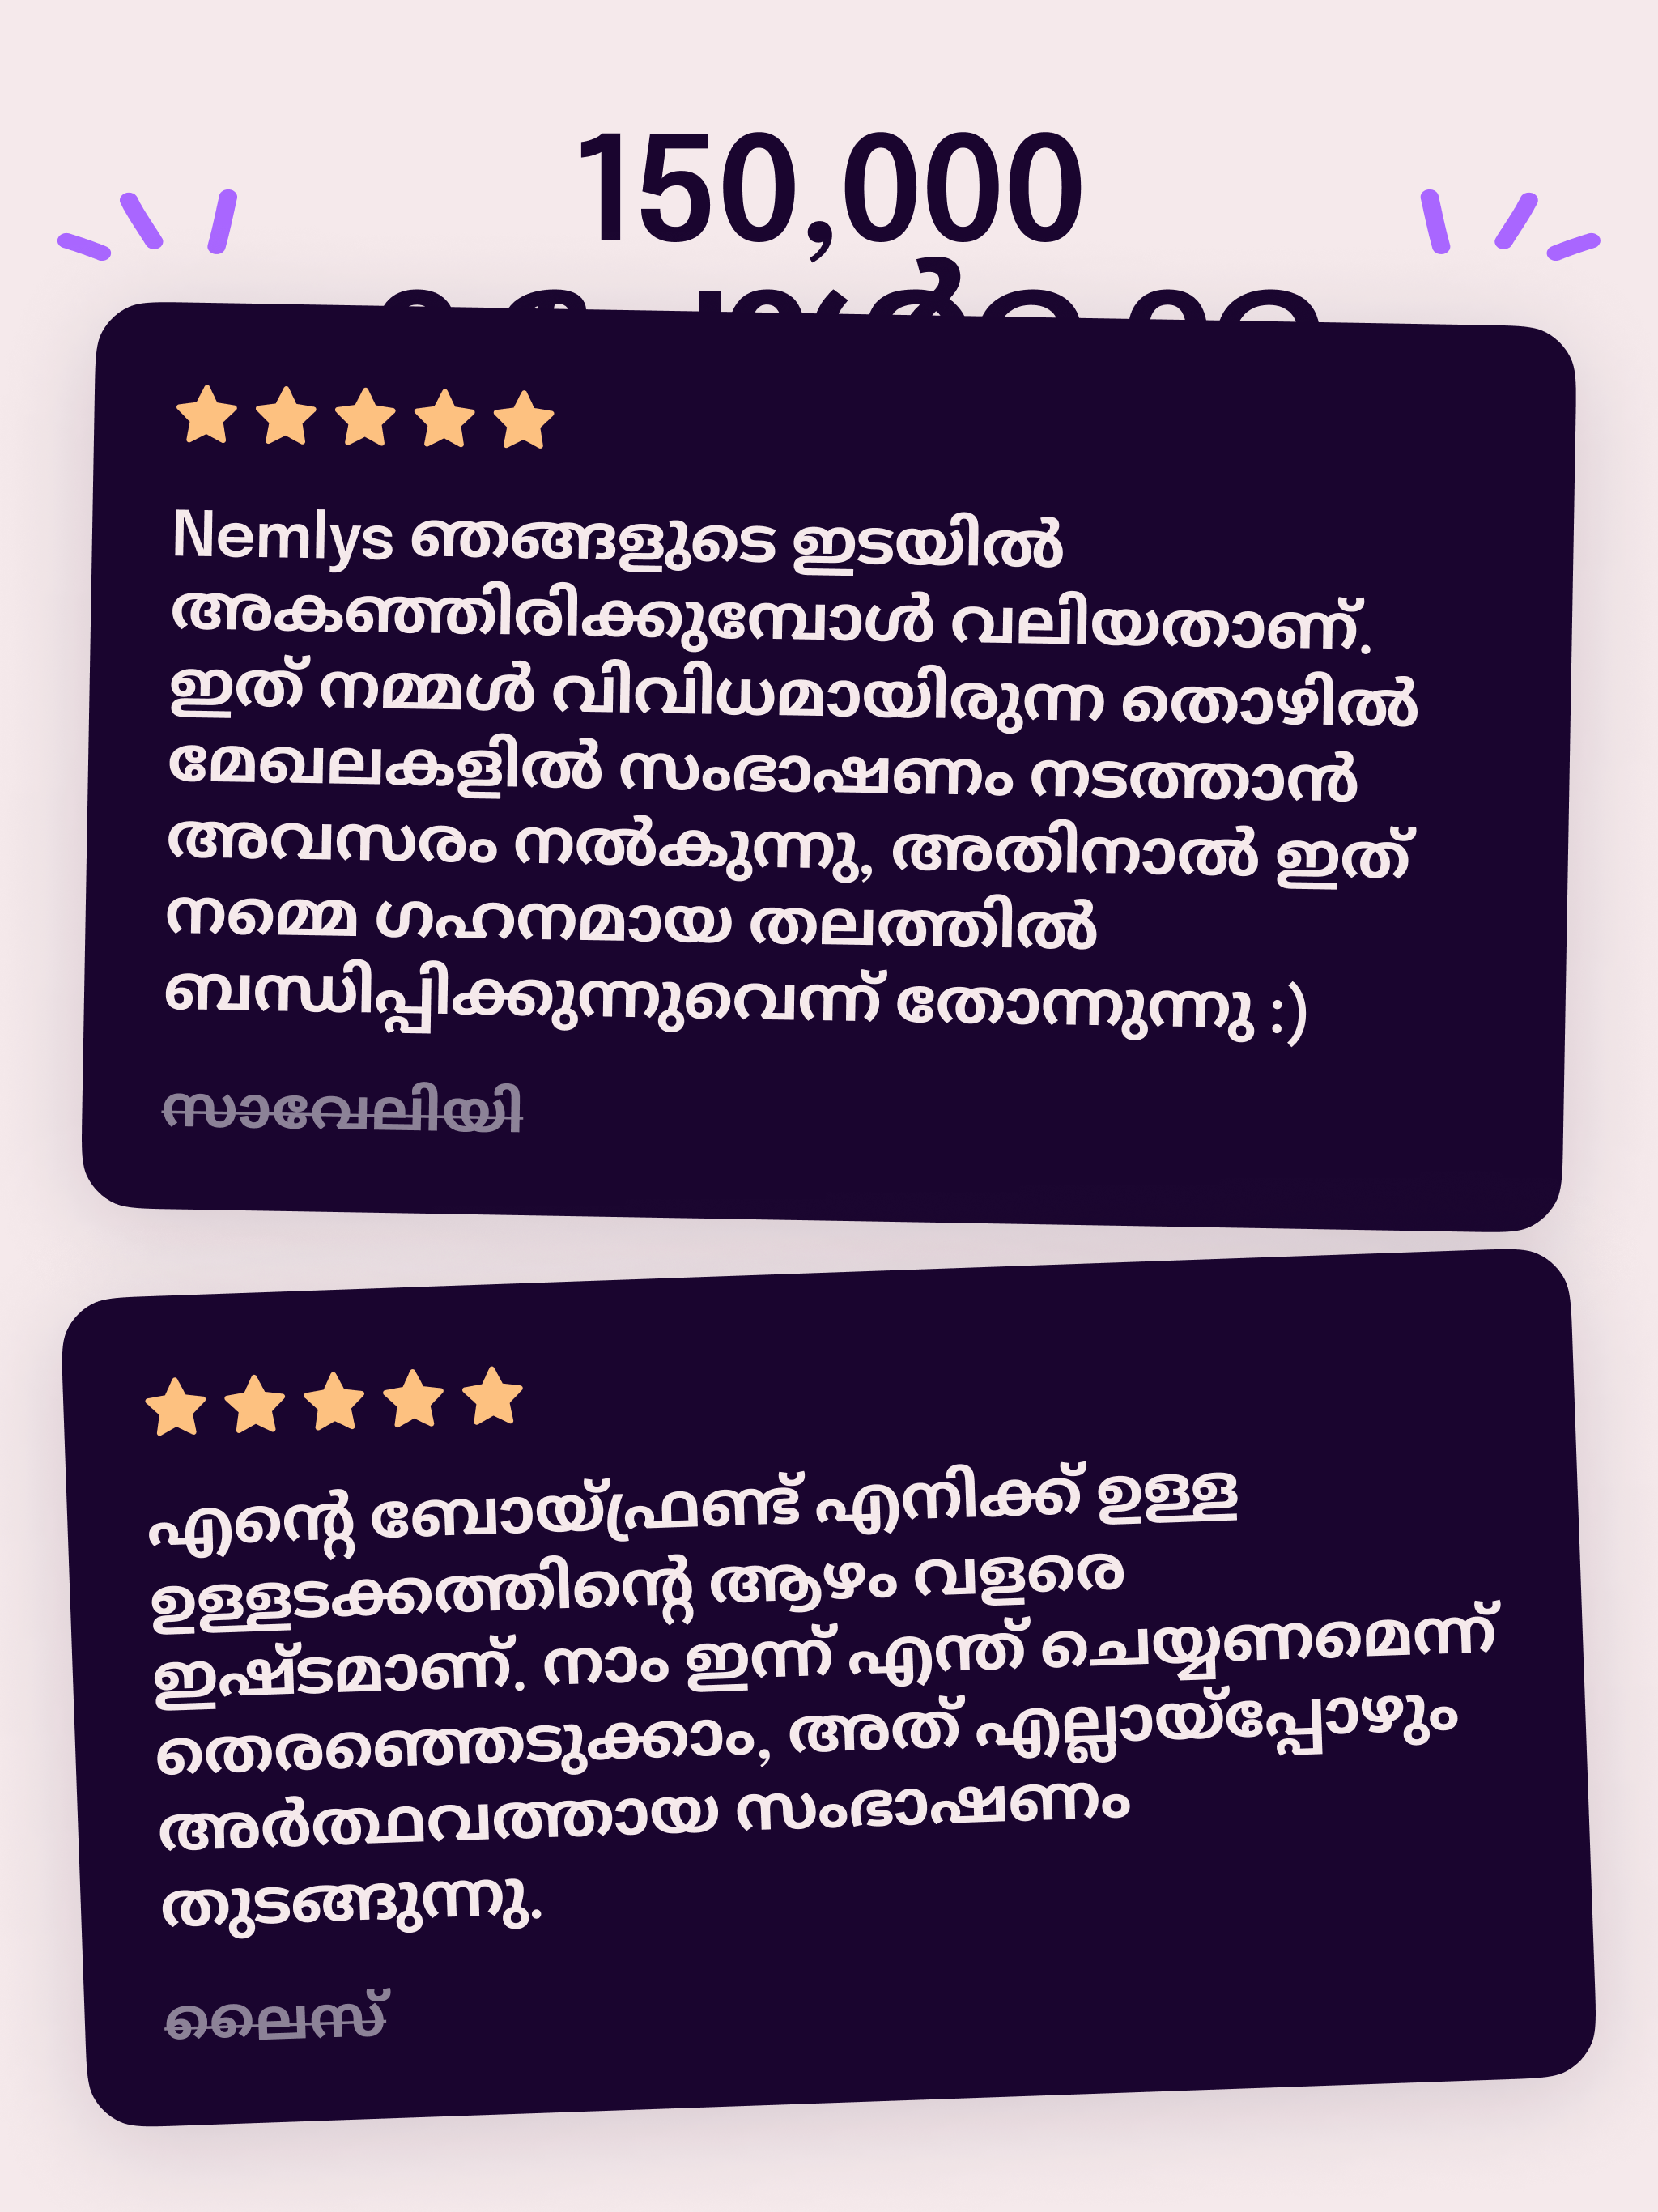 150,000
Nemlys ഞങ്ങളുടെ ഇടയിൽ
അകഞ്ഞിരിക്കുമ്പോൾ വലിയതാണ്.
ഇത് നമ്മൾ വിവിധമായിരുന്ന തൊഴിൽ
മേഖലകളിൽ സംഭാഷണം നടത്താൻ
അവസരം നൽകുന്നു, അതിനാൽ ഇത്
നമ്മെ ഗഹനമായ തലത്തിൽ
ബന്ധിപ്പിക്കുന്നുവെന്ന് തോന്നുന്നു :)
സാവേലിയി
എന്റെ ബോയ്ഫ്രണ്ട് എനിക്ക് ഉള്ള
ഉള്ളടക്കത്തിന്റെ ആഴം വളരെ
ഇഷ്ടമാണ്. നാം ഇന്ന് എന്ത് ചെയ്യണമെന്ന്
തെരഞ്ഞെടുക്കാം, അത് എല്ലായ്പ്പോഴും
അർത്ഥവത്തായ സംഭാഷണം
തുടങ്ങുന്നു.
ലൈസ്